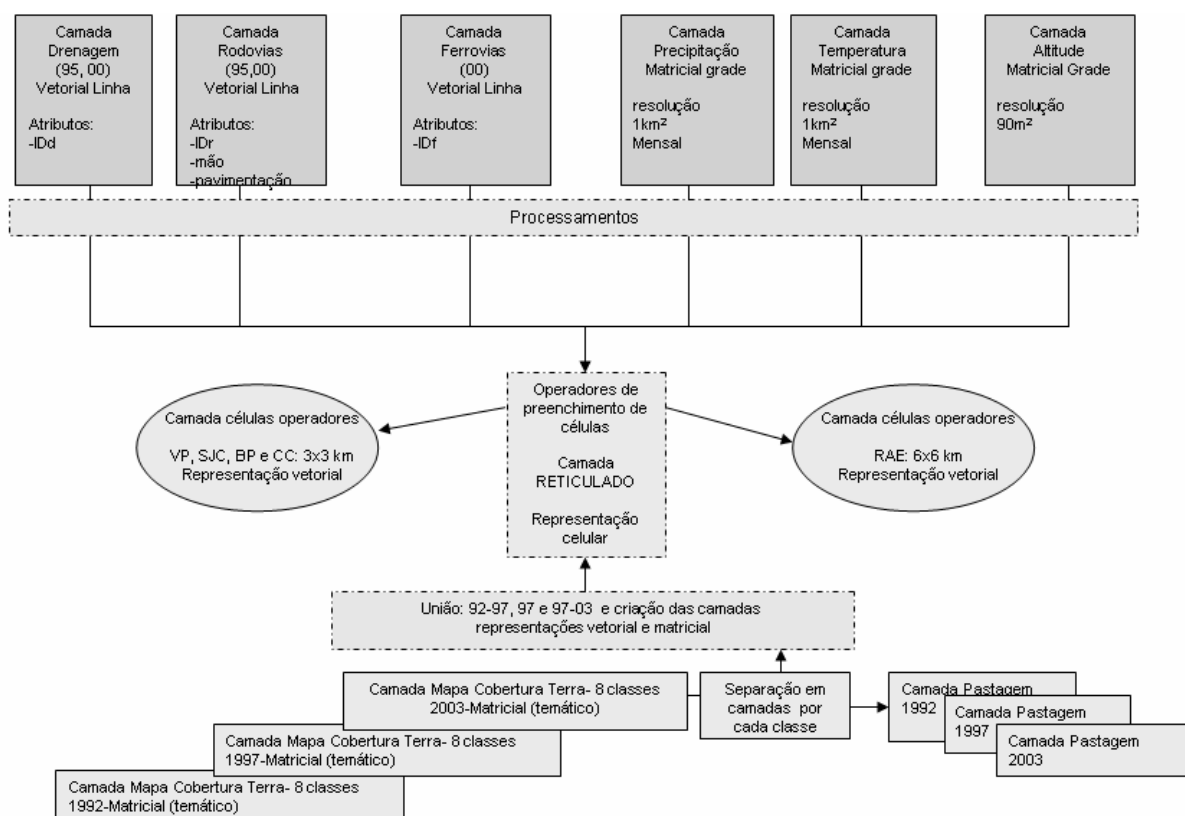 Camada
Drenagem
(95, 00)
Vetorial Linha
Atributos:
-IDd
Camada
Rodovias
(95,00)
Vetorial Linha
Atributos:
-IDr
-mão
-pavimentação
Camada
Ferrovias
(00)
Vetorial Linha
Atributos:
-IDf
Camada
Precipitação
Matricial grade
resolução
1km²
Mensal
Camada
Temperatura
Matricial grade
resolução
1km²
Mensal
Camada
Altitude
Matricial Grade
resolução
90m²
Processamentos
Camada células operadores
VP, SJC, BP e CC: 3x3 km
Representação vetorial
Operadores de
preenchimento de
células
Camada
RETICULADO
Representação
celular
Camada células operadores
RAE: 6x6 km
Representação vetorial
União: 92-97, 97 e 97-03 e criação das camadas
representações vetorial e matricial
Camada Mapa Cobertura Terra- 8 classes
2003-Matricial (temático)
Separação em
camadas por
cada classe
Camada Pastagem
1992
Camada Pastagem
1997
Camada Pastagem
2003
Camada Mapa Cobertura Terra- 8 classes
1997-Matricial (temático)
Camada Mapa Cobertura Terra- 8 classes
1992-Matricial (temático)